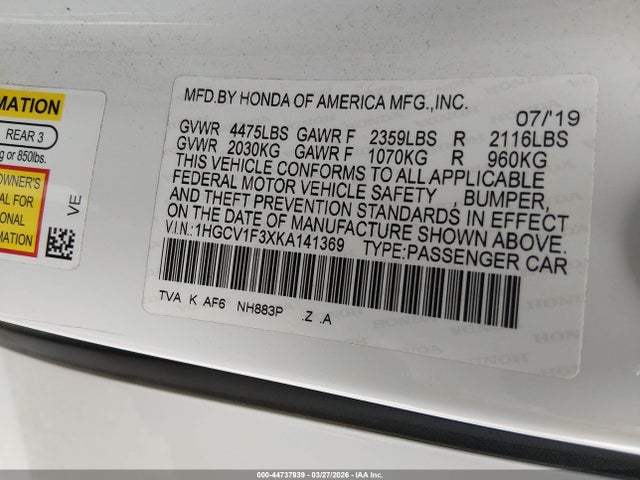 MATION
REAR 3
g or 850lbs.
OWNER'S
AL FOR
ONAL
MATION
VE
MFD.BY HONDA OF AMERICA MFG.,INC.
07/'19
GVWR 4475LBS GAWR F 2359LBS R 2116LBS
GVWR 2030KG GAWR F 1070KG R 960KG
THIS VEHICLE CONFORMS TO ALL APPLICABLE
FEDERAL MOTOR VEHICLE SAFETY , BUMPER,
AND THEFT PREVENTION STANDARDS IN EFFECT
ON THE DATE OF MANUFACTURE SHOWN ABOVE.
V.I.N.:1HGCV1F3XKA141369 TYPE:PASSENGER CAR
TVA K AF6 NH883P .Z .A
000-44737939 - 03/27/2026 - IAA Inc.